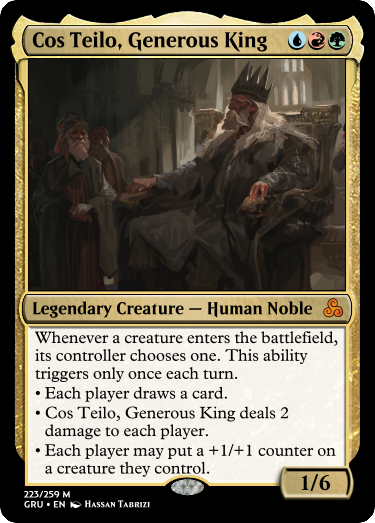 Cos Teilo, Generous King
Legendary Creature — Human Noble
Whenever a creature enters the battlefield,
its controller chooses one. This ability
triggers only once each turn.
• Each player draws a card.
• Cos Teilo, Generous King deals 2
damage to each player.
• Each player may put a +1/+1 counter on
a creature they control.
1/6
223/259 M
GRU • EN Hassan Tabrizi